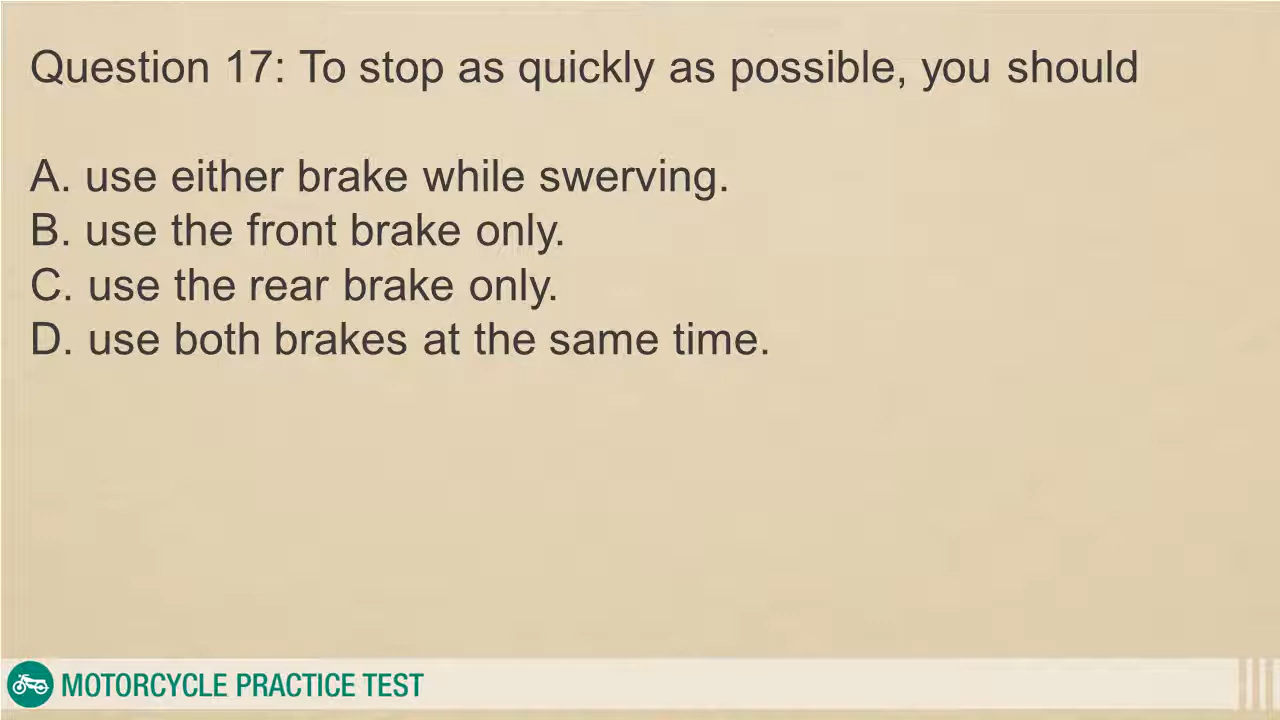 Question 17: To stop as quickly as possible, you should
A. use either brake while swerving.
B. use the front brake only.
C. use the rear brake only.
D. use both brakes at the same time.
MOTORCYCLE PRACTICE TEST